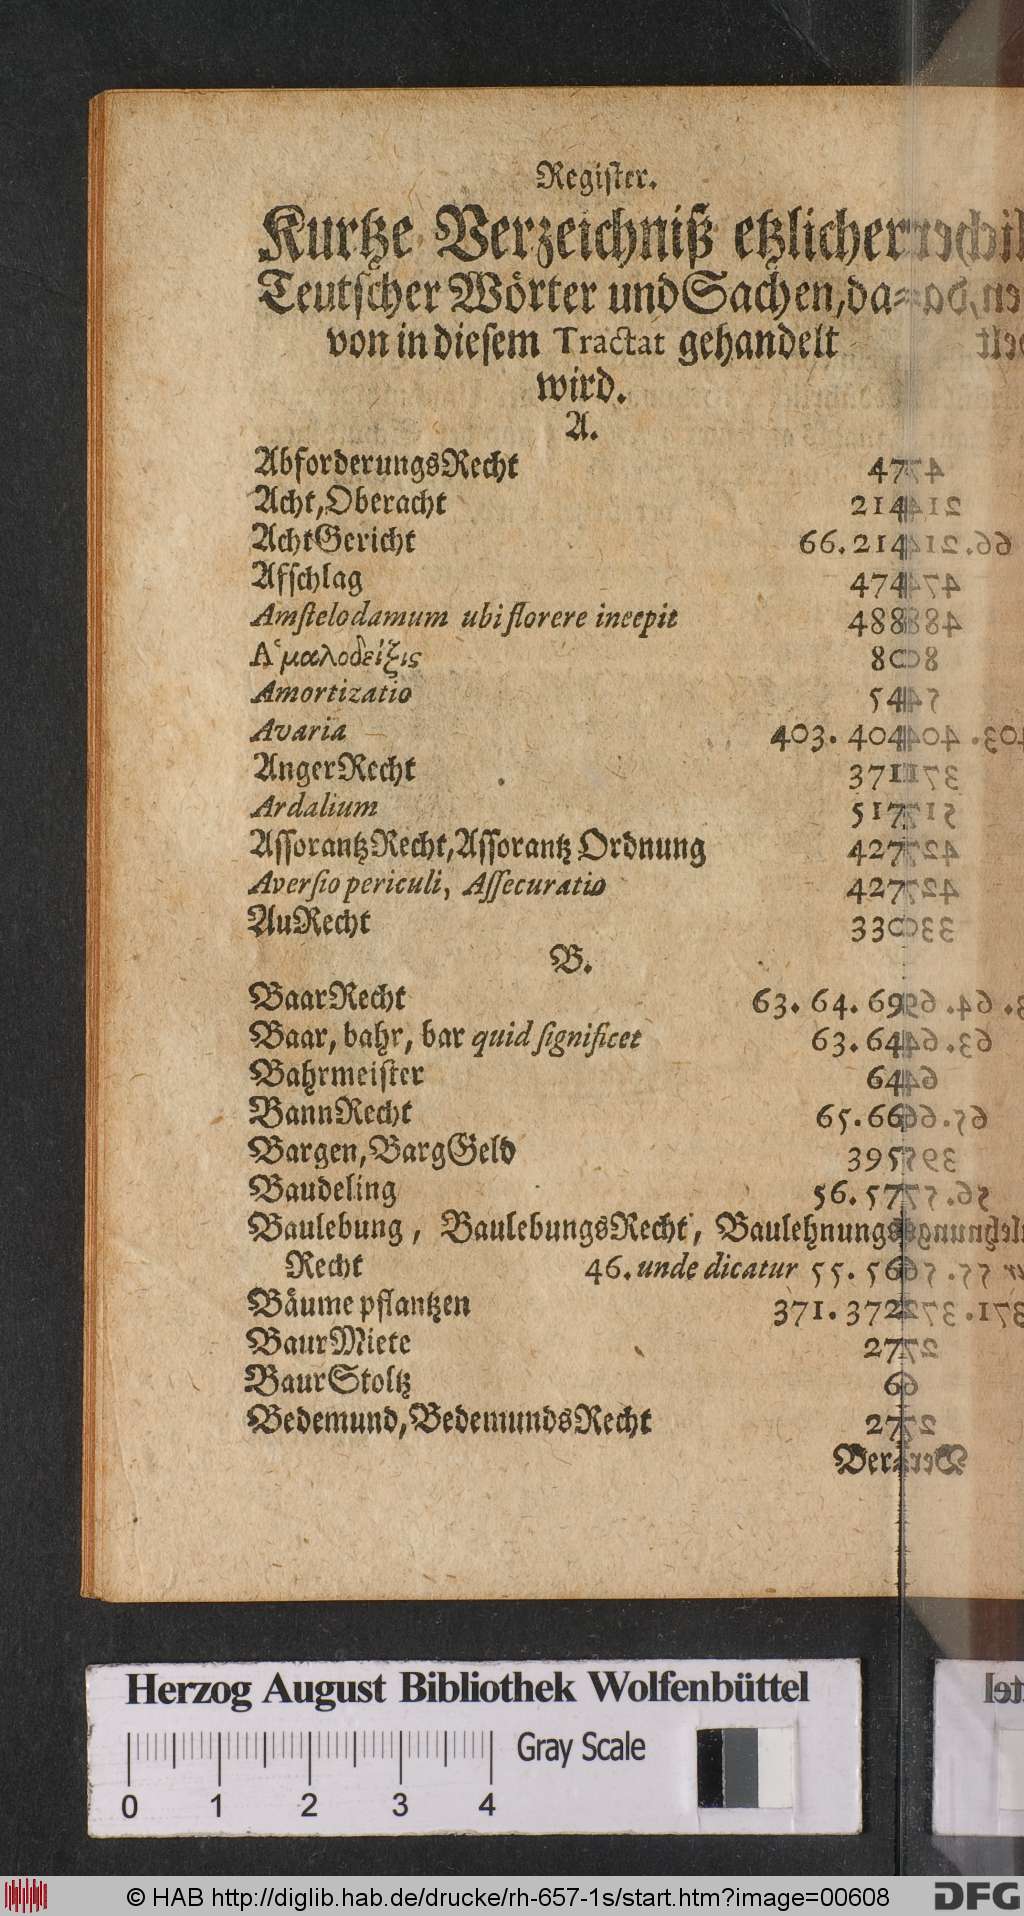 Register.
Kurtze Verzeichniß etzlicher
Teutscher Wörter und Sachen, da-
von in diesem Tractat gehandelt
wird.
A.
AbforderungsRecht 47
Acht, Oberacht 214
AchtGericht 66. 214
Afschlag 474
Amstelodamum ubi florere incepit 488
Ἁμαλοδείξις 80
Amortizatio 54
Avaria 403. 404
AngerRecht 371
Ardalium 517
AssorantzRecht, Assorantz Ordnung 427
Aversio periculi, Assecuratio 427
AuRecht 330
B.
BaarRecht 63. 64. 69
Baar, bahr, bar quid significet 63. 64
Bahrmeister 64
BannRecht 65. 66
Bargen, BargGeld 395
Baudeling 56. 57
Baulebung, BaulebungsRecht, Baulehnungs
Recht 46. unde dicatur 55. 56
Bäume pflantzen 371. 372
BaurMiete 27
BaurStoltz 6
Bedemund, BedemundsRecht 27
Ver
Herzog August Bibliothek Wolfenbüttel
Gray Scale
0 1 2 3 4
© HAB http://diglib.hab.de/drucke/rh-657-1s/start.htm?image=00608
DFG